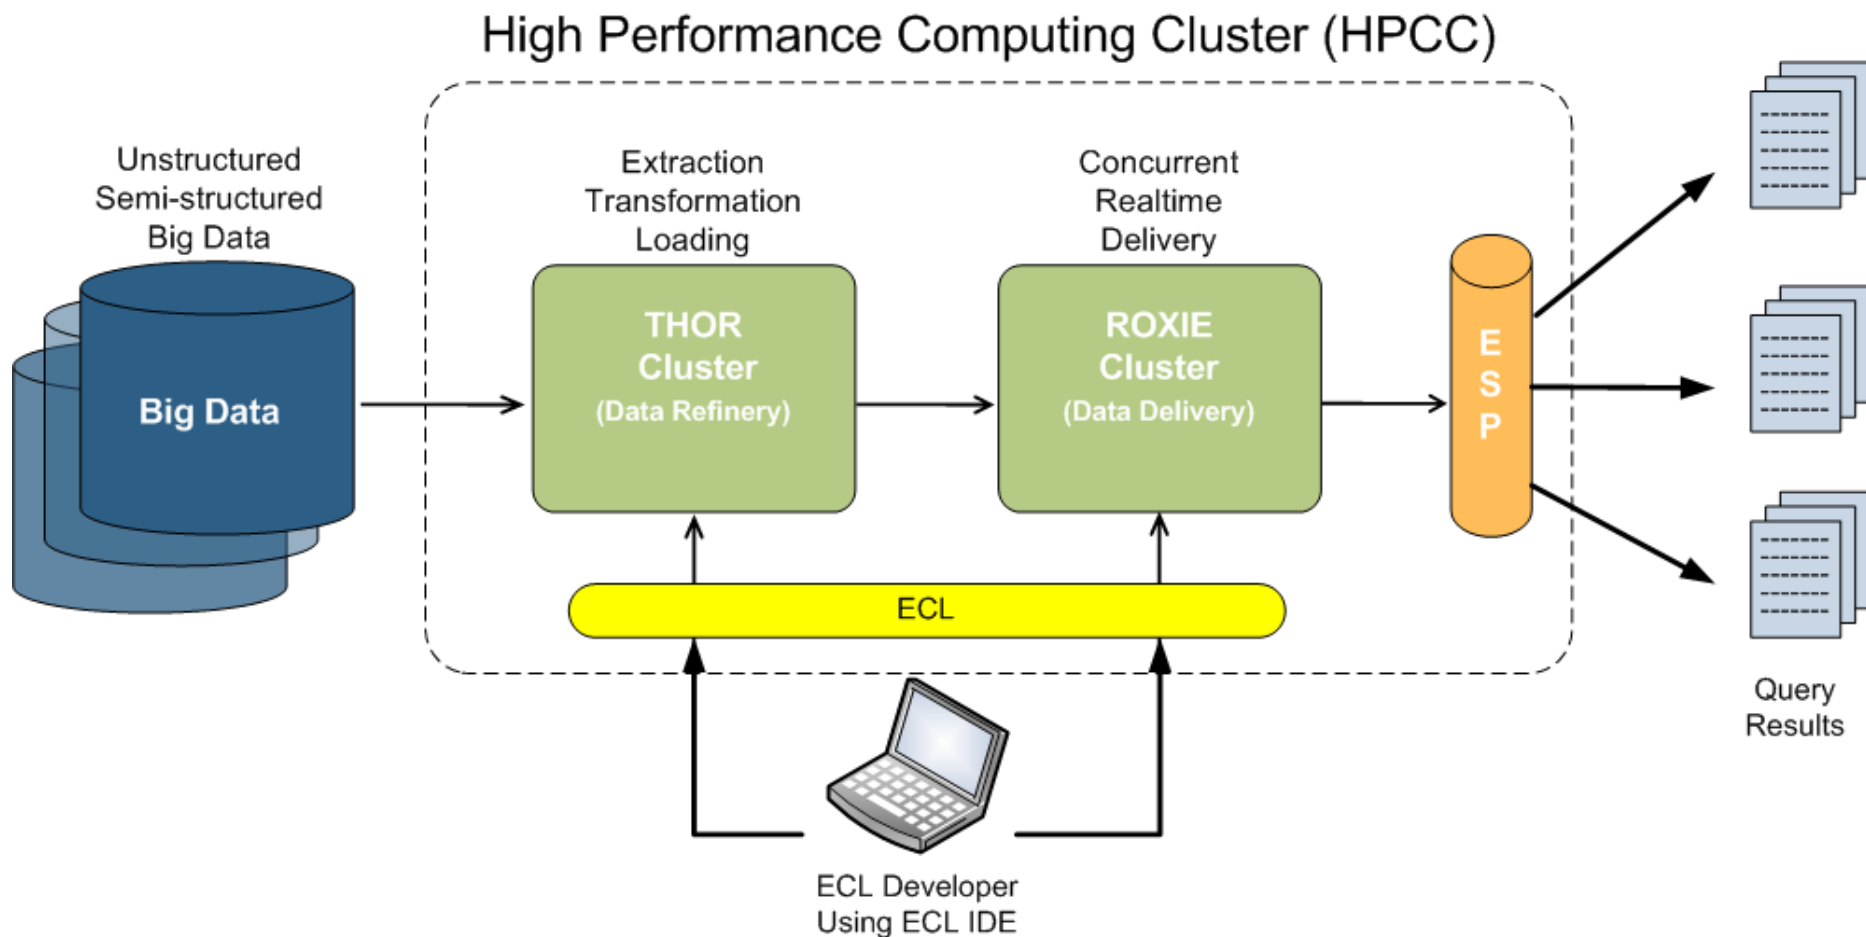 High Performance Computing Cluster (HPCC)
Unstructured
Semi-structured
Big Data
Big Data
Extraction
Transformation
Loading
THOR
Cluster
(Data Refinery)
Concurrent
Realtime
Delivery
ROXIE
Cluster
(Data Delivery)
E
S
P
ECL
ECL Developer
Using ECL IDE
Query
Results